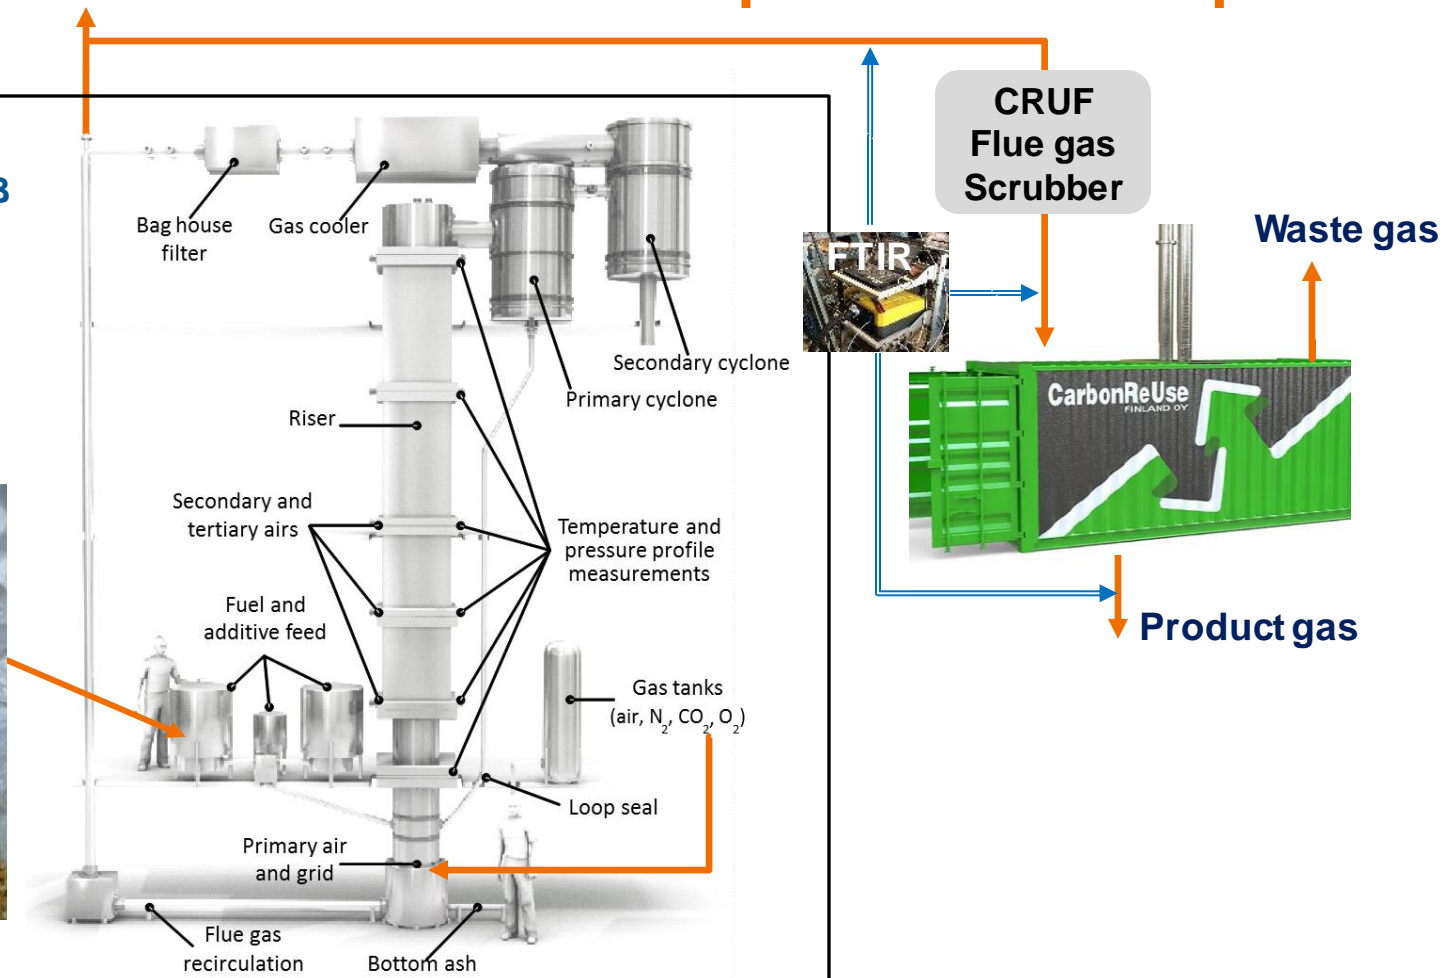 CRUF
Flue gas
Scrubber
B
Bag house
filter
Gas cooler
FTIR
Waste gas
Secondary cyclone
Primary cyclone
CarbonReUse
FINLAND OY
Riser
Secondary and
tertiary airs
Temperature and
pressure profile
measurements
Fuel and
additive feed
Product gas
Gas tanks
(air, N₂, CO₂, O₂)
Loop seal
Primary air
and grid
Flue gas
recirculation
Bottom ash